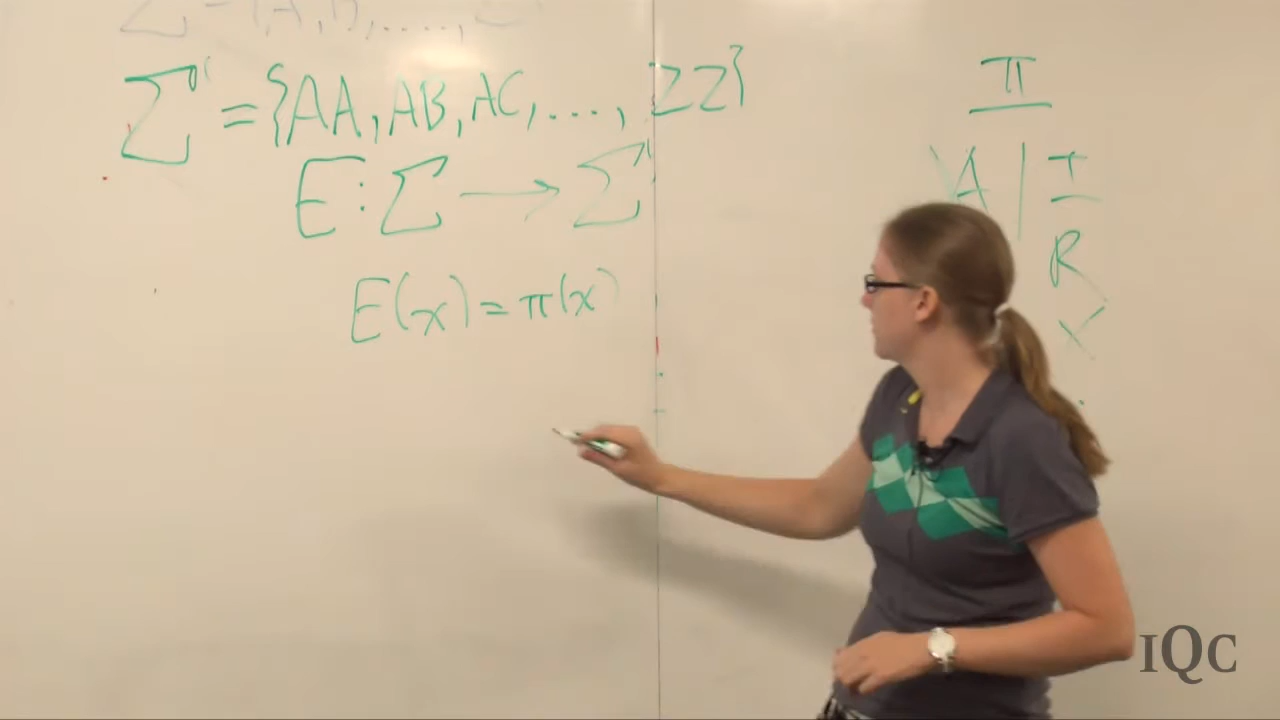 Σ = {A, B, ....,
Σ' = {AA, AB, AC, ..., ZZ}
E: Σ → Σ'
E(x) = π(x)
π
A | T
R
X
IQC